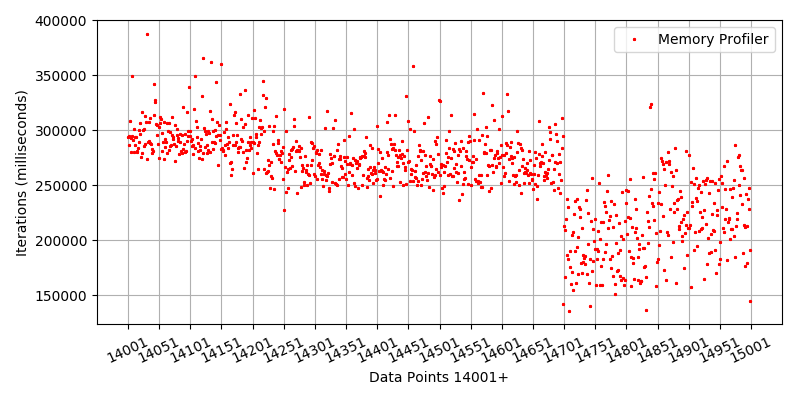 400000
350000
300000
250000
200000
150000
Iterations (milliseconds)
Memory Profiler
14001 14051 14101 14151 14201 14251 14301 14351 14401 14451 14501 14551 14601 14651 14701 14751 14801 14851 14901 14951 15001
Data Points 14001+